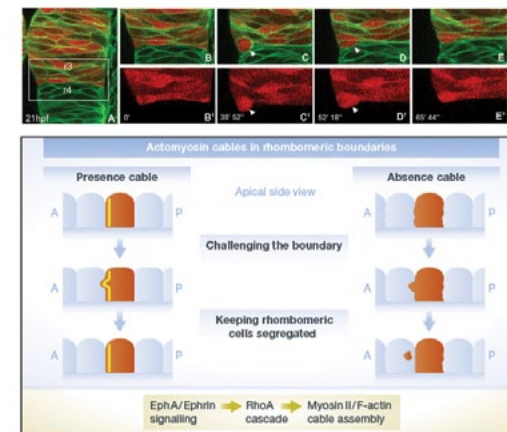 r3
r4
21hpf
A
B
C
D
E
0'
B'
38' 52"
C'
52' 18"
D'
65' 44"
E'
Actomyosin cables in rhombomeric boundaries
Presence cable
Absence cable
Apical side view
A
P
A
P
Challenging the boundary
A
P
A
P
Keeping rhombomeric
cells segregated
A
P
A
P
EphA/Ephrin
signalling
RhoA
cascade
Myosin II/F-actin
cable assembly